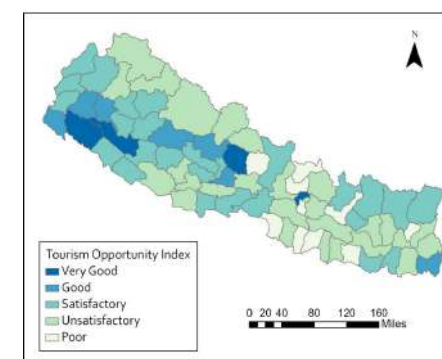 N
Tourism Opportunity Index
Very Good
Good
Satisfactory
Unsatisfactory
Poor
0 20 40 80 120 160
Miles